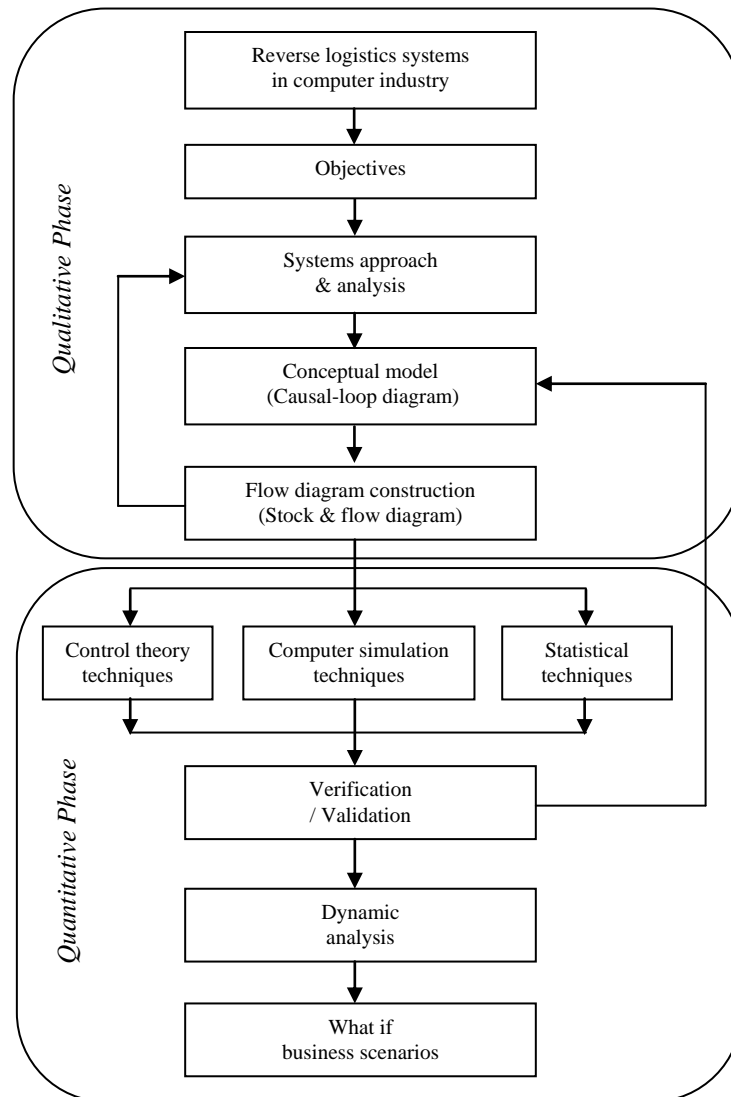 Reverse logistics systems
in computer industry
Objectives
Qualitative Phase
Systems approach
& analysis
Conceptual model
(Causal-loop diagram)
Flow diagram construction
(Stock & flow diagram)
Control theory
techniques
Computer simulation
techniques
Statistical
techniques
Quantitative Phase
Verification
/ Validation
Dynamic
analysis
What if
business scenarios